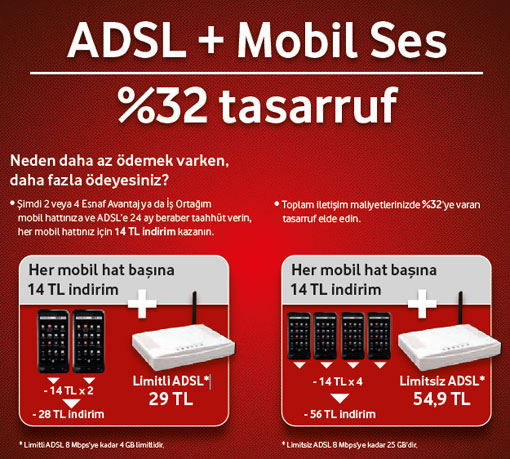 ADSL + Mobil Ses
%32 tasarruf
Neden daha az ödemek varken,
daha fazla ödeyesiniz?
* Şimdi 2 veya 4 Esnaf Avantaj ya da İş Ortağım
mobil hattınıza ve ADSL'e 24 ay beraber taahhüt verin,
her mobil hattınız için 14 TL indirim kazanın.
* Toplam iletişim maliyetlerinizde %32'ye varan
tasarruf elde edin.
Her mobil hat başına
14 TL indirim
+
- 14 TL x 2
- 28 TL indirim
Limitli ADSL*
29 TL
* Limitli ADSL 8 Mbps'ye kadar 4 GB limitlidir.
Her mobil hat başına
14 TL indirim
+
- 14 TL x 4
- 56 TL indirim
Limitsiz ADSL*
54,9 TL
* Limitsiz ADSL 8 Mbps'ye kadar 25 GB'dir.